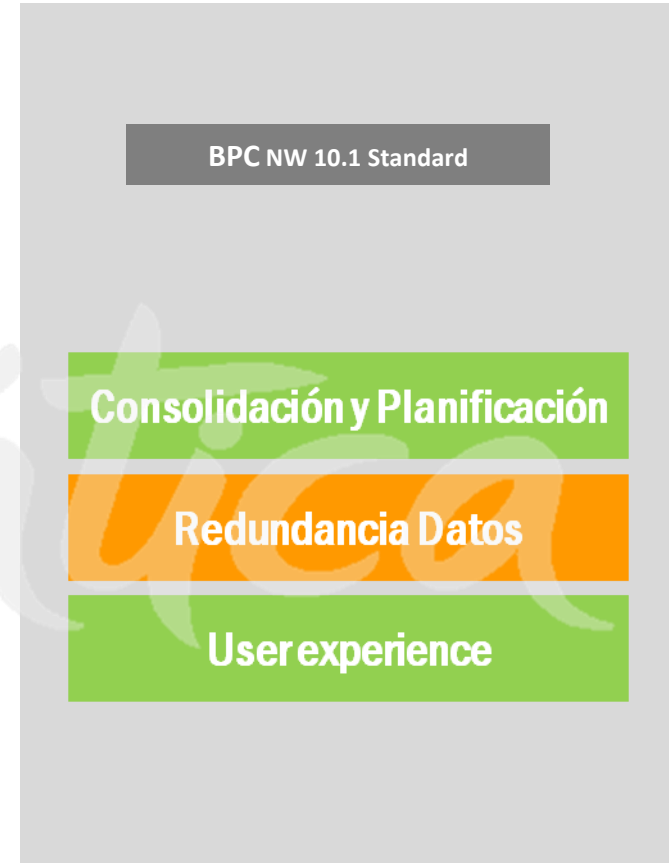 BPC NW 10.1 Standard
Consolidación y Planificación
Redundancia Datos
User experience